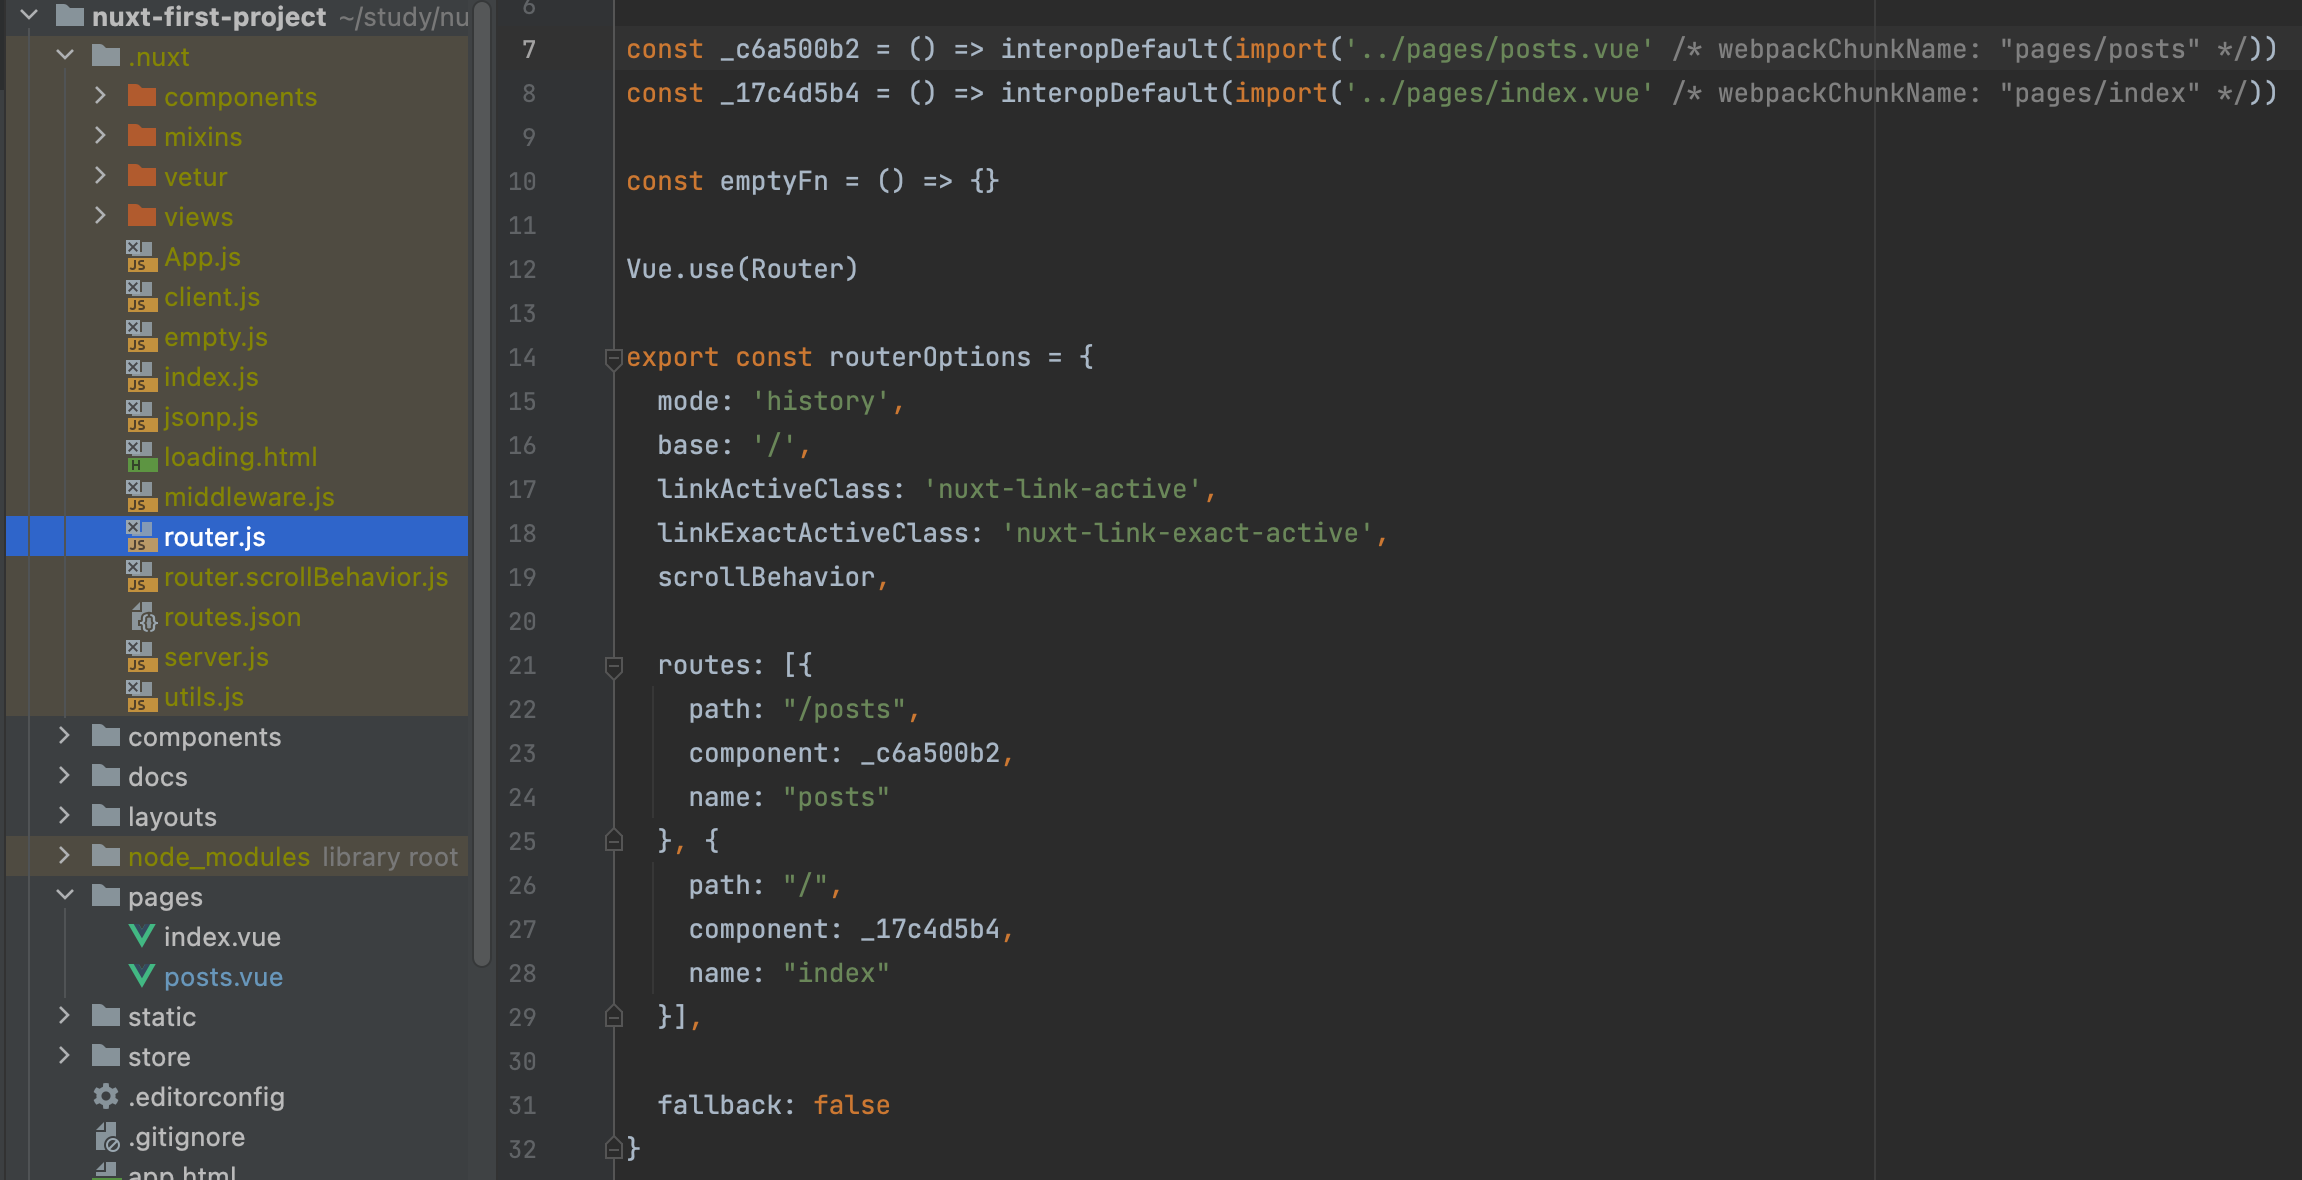 nuxt-first-project ~/study/nu
.nuxt
components
mixins
vetur
views
App.js
client.js
empty.js
index.js
jsonp.js
loading.html
middleware.js
router.js
router.scrollBehavior.js
routes.json
server.js
utils.js
components
docs
layouts
node_modules library root
pages
index.vue
posts.vue
static
store
.editorconfig
.gitignore
app.html
6
7 const _c6a500b2 = () => interopDefault(import('../pages/posts.vue' /* webpackChunkName: "pages/posts" */))
8 const _17c4d5b4 = () => interopDefault(import('../pages/index.vue' /* webpackChunkName: "pages/index" */))
9
10 const emptyFn = () => {}
11
12 Vue.use(Router)
13
14 export const routerOptions = {
15 mode: 'history',
16 base: '/',
17 linkActiveClass: 'nuxt-link-active',
18 linkExactActiveClass: 'nuxt-link-exact-active',
19 scrollBehavior,
20
21 routes: [{
22 path: "/posts",
23 component: _c6a500b2,
24 name: "posts"
25 }, {
26 path: "/",
27 component: _17c4d5b4,
28 name: "index"
29 }],
30
31 fallback: false
32 }